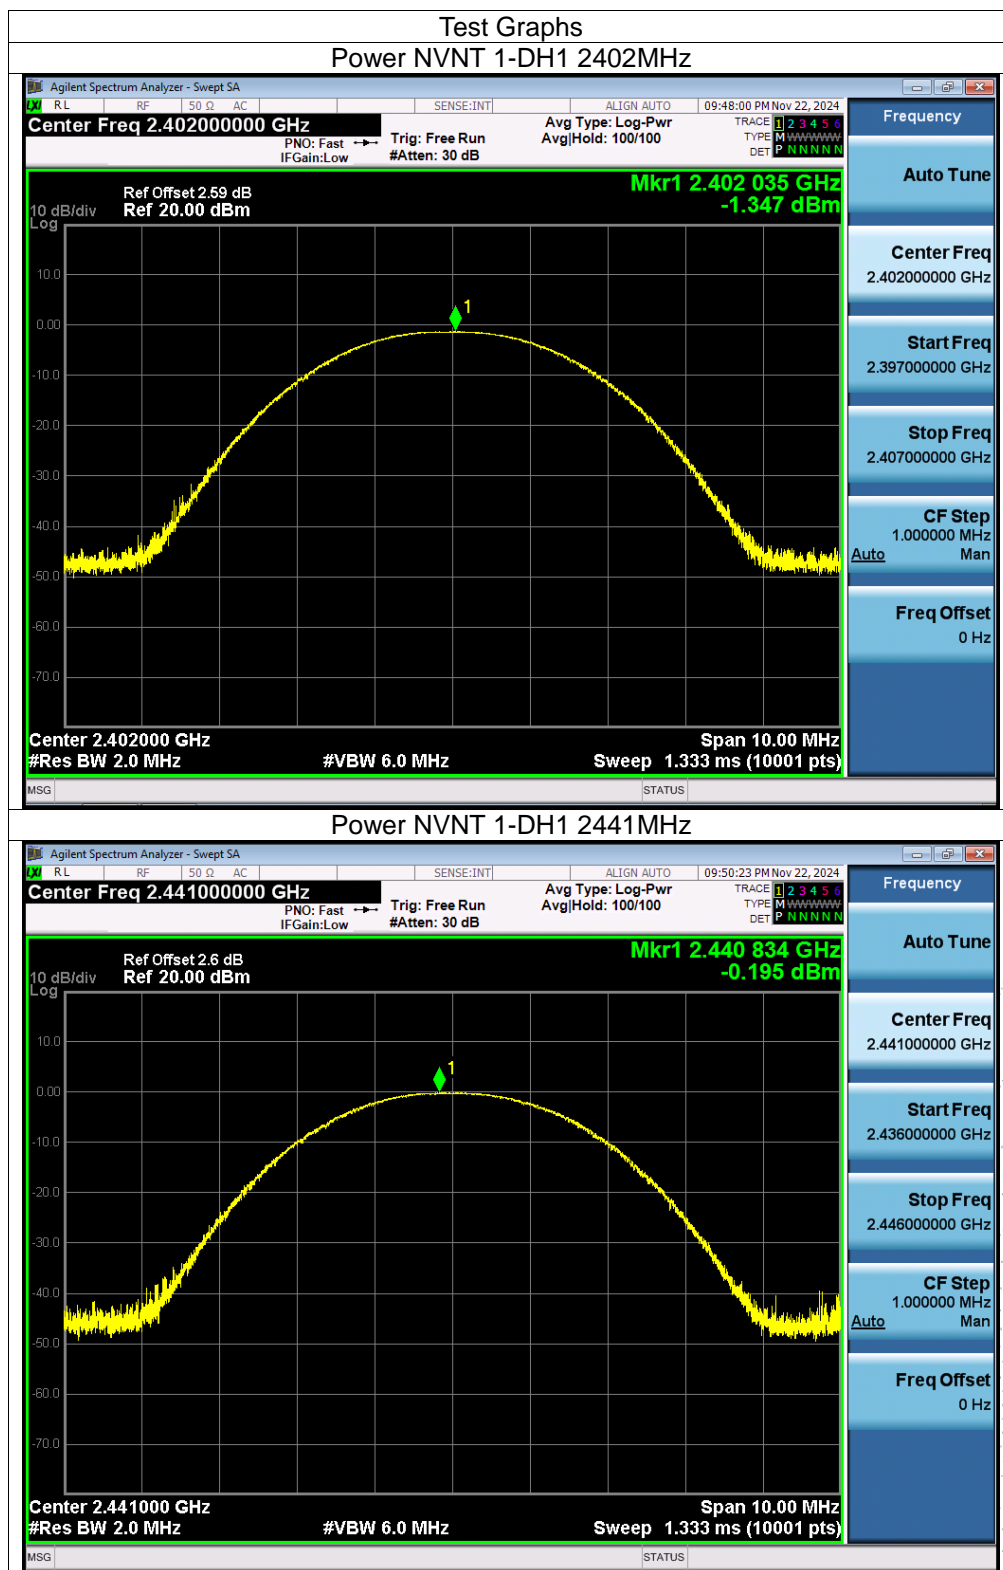 Test Graphs
Power NVNT 1-DH1 2402MHz
Agilent Spectrum Analyzer - Swept SA
LXI RL RF 50 Ω AC SENSE:INT ALIGN AUTO 09:48:00 PM Nov 22, 2024
Center Freq 2.402000000 GHz
PNO: Fast
IFGain:Low
Trig: Free Run
#Atten: 30 dB
Avg Type: Log-Pwr
Avg|Hold: 100/100
TRACE 1 2 3 4 5 6
TYPE M WWWWW
DET P N N N N N
Frequency
Auto Tune
Center Freq
2.402000000 GHz
Start Freq
2.397000000 GHz
Stop Freq
2.407000000 GHz
CF Step
1.000000 MHz
Auto Man
Freq Offset
0 Hz
Mkr1 2.402 035 GHz
-1.347 dBm
Ref Offset 2.59 dB
10 dB/div Ref 20.00 dBm
Log
10.0
0.00
-10.0
-20.0
-30.0
-40.0
-50.0
-60.0
-70.0
1
Center 2.402000 GHz Span 10.00 MHz
#Res BW 2.0 MHz #VBW 6.0 MHz Sweep 1.333 ms (10001 pts)
MSG STATUS
Power NVNT 1-DH1 2441MHz
Agilent Spectrum Analyzer - Swept SA
LXI RL RF 50 Ω AC SENSE:INT ALIGN AUTO 09:50:23 PM Nov 22, 2024
Center Freq 2.441000000 GHz
PNO: Fast
IFGain:Low
Trig: Free Run
#Atten: 30 dB
Avg Type: Log-Pwr
Avg|Hold: 100/100
TRACE 1 2 3 4 5 6
TYPE M WWWWW
DET P N N N N N
Frequency
Auto Tune
Center Freq
2.441000000 GHz
Start Freq
2.436000000 GHz
Stop Freq
2.446000000 GHz
CF Step
1.000000 MHz
Auto Man
Freq Offset
0 Hz
Mkr1 2.440 834 GHz
-0.195 dBm
Ref Offset 2.6 dB
10 dB/div Ref 20.00 dBm
Log
10.0
0.00
-10.0
-20.0
-30.0
-40.0
-50.0
-60.0
-70.0
1
Center 2.441000 GHz Span 10.00 MHz
#Res BW 2.0 MHz #VBW 6.0 MHz Sweep 1.333 ms (10001 pts)
MSG STATUS